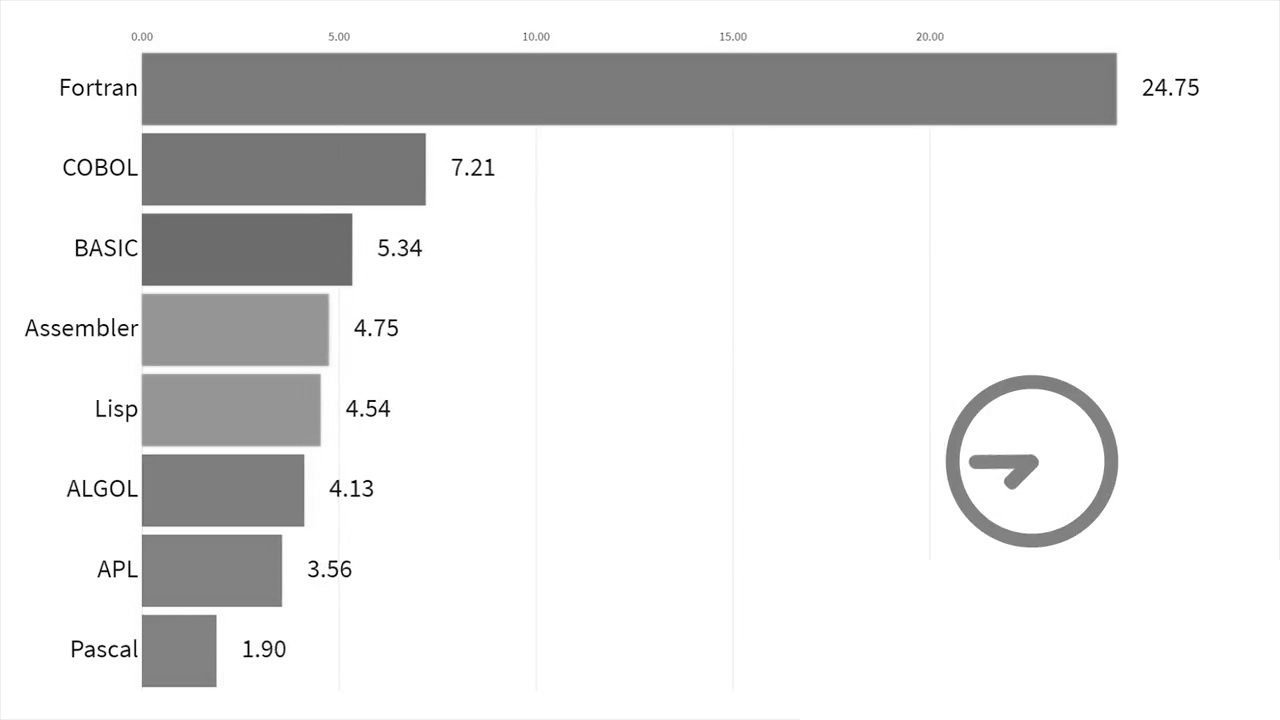 0.00 5.00 10.00 15.00 20.00
Fortran 24.75
COBOL 7.21
BASIC 5.34
Assembler 4.75
Lisp 4.54
ALGOL 4.13
APL 3.56
Pascal 1.90